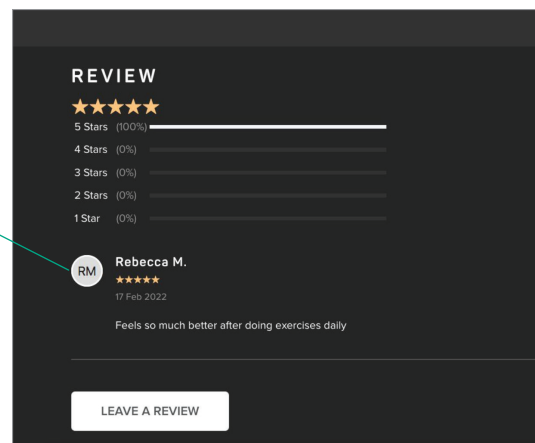 REVIEW
5 Stars (100%)
4 Stars (0%)
3 Stars (0%)
2 Stars (0%)
1 Star (0%)
RM
Rebecca M.
17 Feb 2022
Feels so much better after doing exercises daily
LEAVE A REVIEW